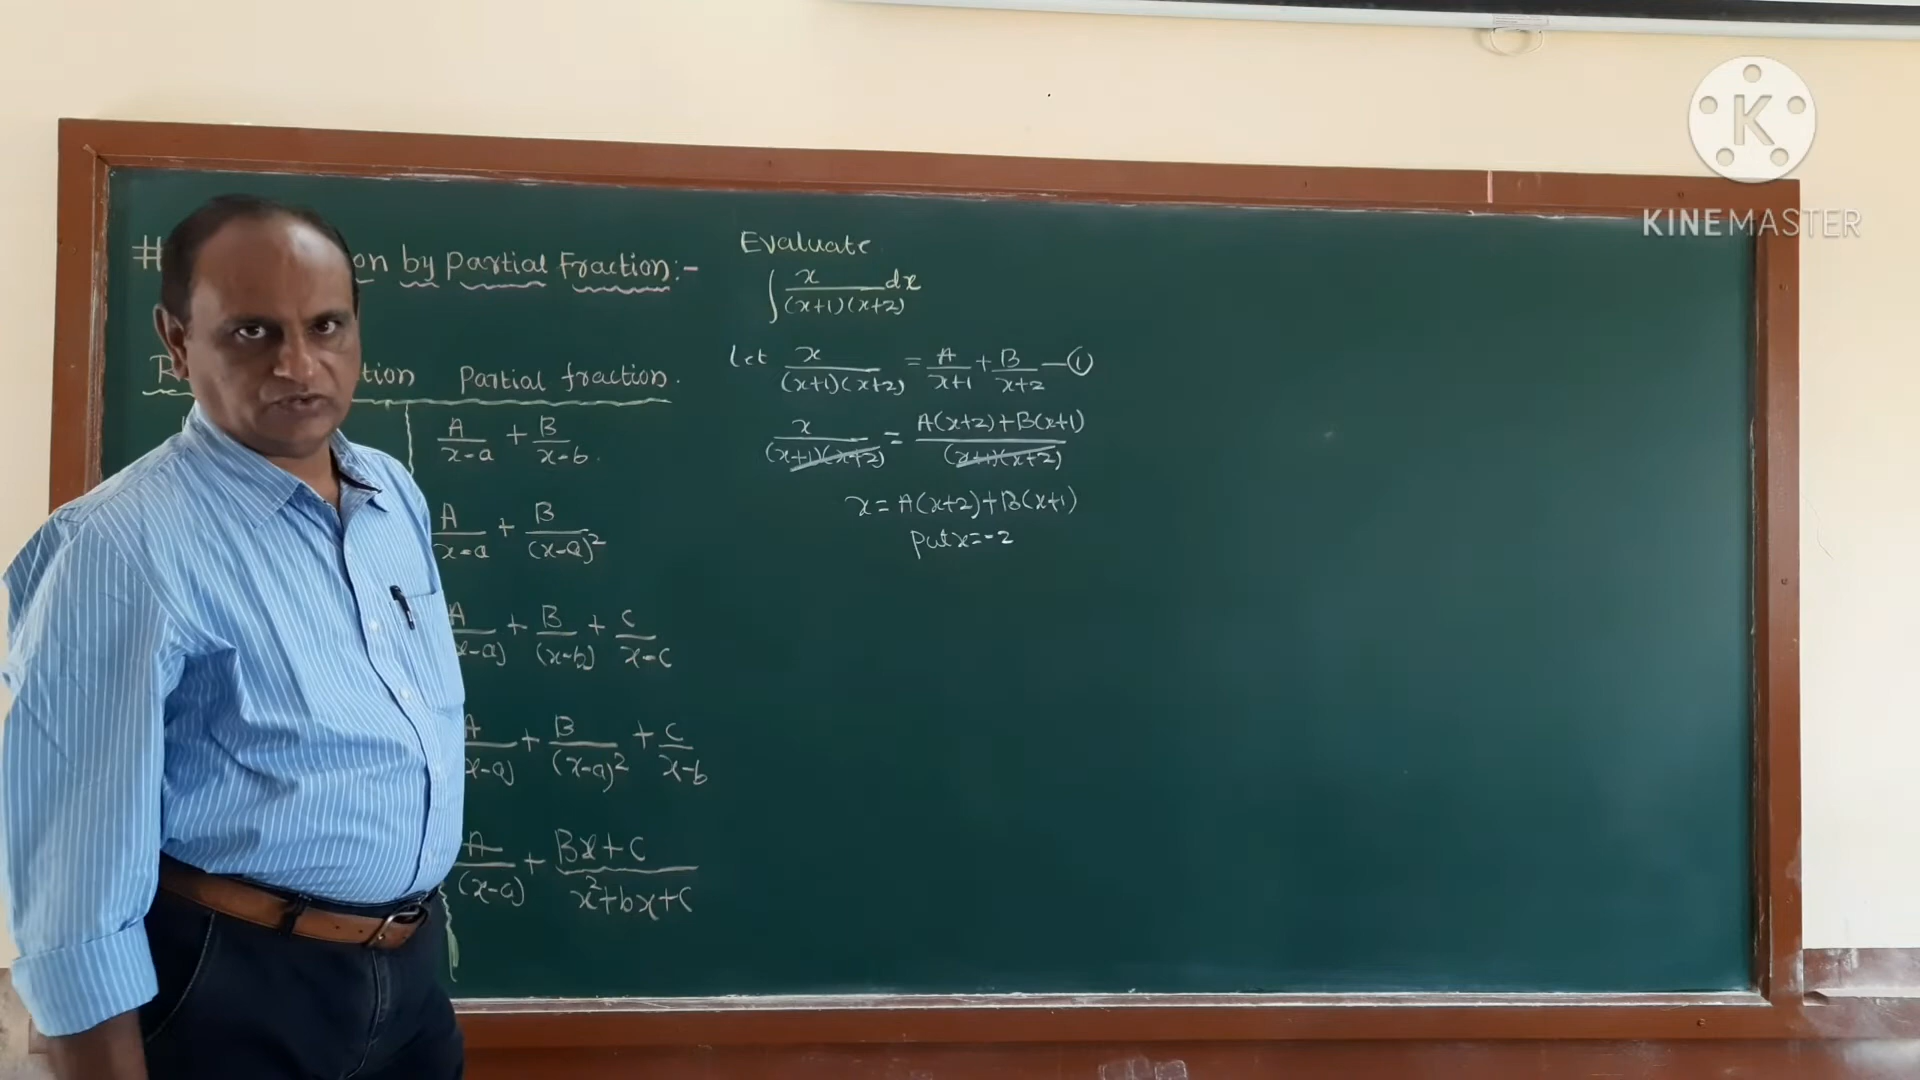 # on by Partial Fraction:-
Partial fraction.
A/(x-a) + B/(x-b).
A/(x-a) + B/(x-a)²
A/(x-a) + B/(x-b) + C/(x-c)
A/(x-a) + B/(x-a)² + C/(x-b)
A/(x-a) + (Bx+C)/(x²+bx+c)
Evaluate
∫ x/((x+1)(x+2)) dx
Let x/((x+1)(x+2)) = A/(x+1) + B/(x+2) — ①
x/((x+1)(x+2)) = (A(x+2)+B(x+1))/((x+1)(x+2))
x = A(x+2)+B(x+1)
Put x=-2
K
KINEMASTER